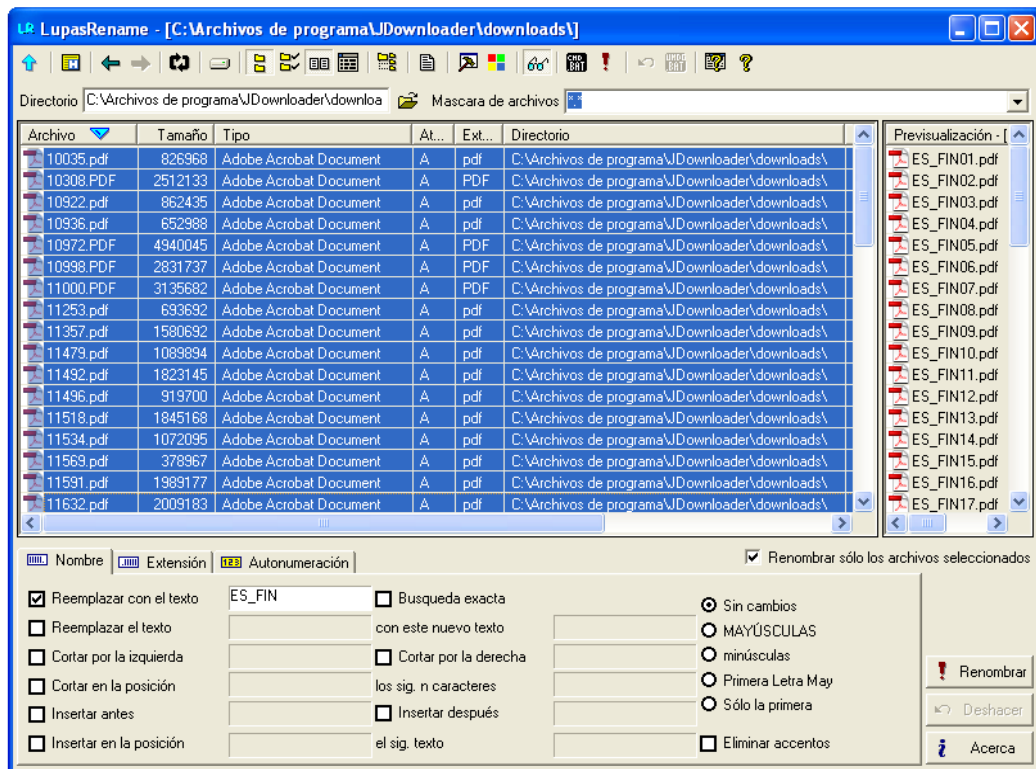 LR LupasRename - [C:\Archivos de programa\JDownloader\downloads\]
CMD BAT UNDO BAT
Directorio C:\Archivos de programa\JDownloader\downloa Mascara de archivos *.*
Archivo Tamaño Tipo At... Ext... Directorio Previsualización - [
10035.pdf 826968 Adobe Acrobat Document A pdf C:\Archivos de programa\JDownloader\downloads\ ES_FIN01.pdf
10308.PDF 2512133 Adobe Acrobat Document A PDF C:\Archivos de programa\JDownloader\downloads\ ES_FIN02.pdf
10922.pdf 862435 Adobe Acrobat Document A pdf C:\Archivos de programa\JDownloader\downloads\ ES_FIN03.pdf
10936.pdf 652988 Adobe Acrobat Document A pdf C:\Archivos de programa\JDownloader\downloads\ ES_FIN04.pdf
10972.PDF 4940045 Adobe Acrobat Document A PDF C:\Archivos de programa\JDownloader\downloads\ ES_FIN05.pdf
10998.PDF 2831737 Adobe Acrobat Document A PDF C:\Archivos de programa\JDownloader\downloads\ ES_FIN06.pdf
11000.PDF 3135682 Adobe Acrobat Document A PDF C:\Archivos de programa\JDownloader\downloads\ ES_FIN07.pdf
11253.pdf 693692 Adobe Acrobat Document A pdf C:\Archivos de programa\JDownloader\downloads\ ES_FIN08.pdf
11357.pdf 1580692 Adobe Acrobat Document A pdf C:\Archivos de programa\JDownloader\downloads\ ES_FIN09.pdf
11479.pdf 1089894 Adobe Acrobat Document A pdf C:\Archivos de programa\JDownloader\downloads\ ES_FIN10.pdf
11492.pdf 1823145 Adobe Acrobat Document A pdf C:\Archivos de programa\JDownloader\downloads\ ES_FIN11.pdf
11496.pdf 919700 Adobe Acrobat Document A pdf C:\Archivos de programa\JDownloader\downloads\ ES_FIN12.pdf
11518.pdf 1845168 Adobe Acrobat Document A pdf C:\Archivos de programa\JDownloader\downloads\ ES_FIN13.pdf
11534.pdf 1072095 Adobe Acrobat Document A pdf C:\Archivos de programa\JDownloader\downloads\ ES_FIN14.pdf
11569.pdf 378967 Adobe Acrobat Document A pdf C:\Archivos de programa\JDownloader\downloads\ ES_FIN15.pdf
11591.pdf 1989177 Adobe Acrobat Document A pdf C:\Archivos de programa\JDownloader\downloads\ ES_FIN16.pdf
11632.pdf 2009183 Adobe Acrobat Document A pdf C:\Archivos de programa\JDownloader\downloads\ ES_FIN17.pdf
Nombre Extensión 123 Autonumeración Renombrar sólo los archivos seleccionados
Reemplazar con el texto ES_FIN Busqueda exacta Sin cambios
Reemplazar el texto con este nuevo texto MAYÚSCULAS
Cortar por la izquierda Cortar por la derecha minúsculas
Cortar en la posición los sig. n caracteres Primera Letra May Renombrar
Insertar antes Insertar después Sólo la primera Deshacer
Insertar en la posición el sig. texto Eliminar accentos Acerca